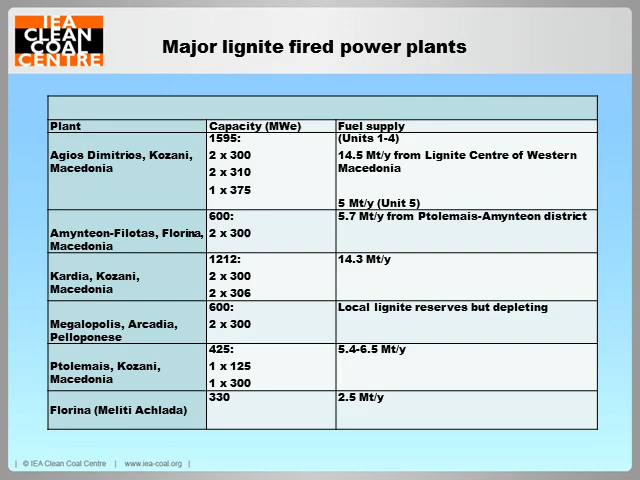 IEA
CLEAN
COAL
CENTRE
Major lignite fired power plants
Plant
Capacity (MWe)
Fuel supply
Agios Dimitrios, Kozani,
Macedonia
1595:
2 x 300
2 x 310
1 x 375
(Units 1-4)
14.5 Mt/y from Lignite Centre of Western
Macedonia
5 Mt/y (Unit 5)
Amynteon-Filotas, Florina,
Macedonia
600:
2 x 300
5.7 Mt/y from Ptolemais-Amynteon district
Kardia, Kozani,
Macedonia
1212:
2 x 300
2 x 306
14.3 Mt/y
Megalopolis, Arcadia,
Pelloponese
600:
2 x 300
Local lignite reserves but depleting
Ptolemais, Kozani,
Macedonia
425:
1 x 125
1 x 300
5.4-6.5 Mt/y
Florina (Meliti Achlada)
330
2.5 Mt/y
| © IEA Clean Coal Centre | www.iea-coal.org |